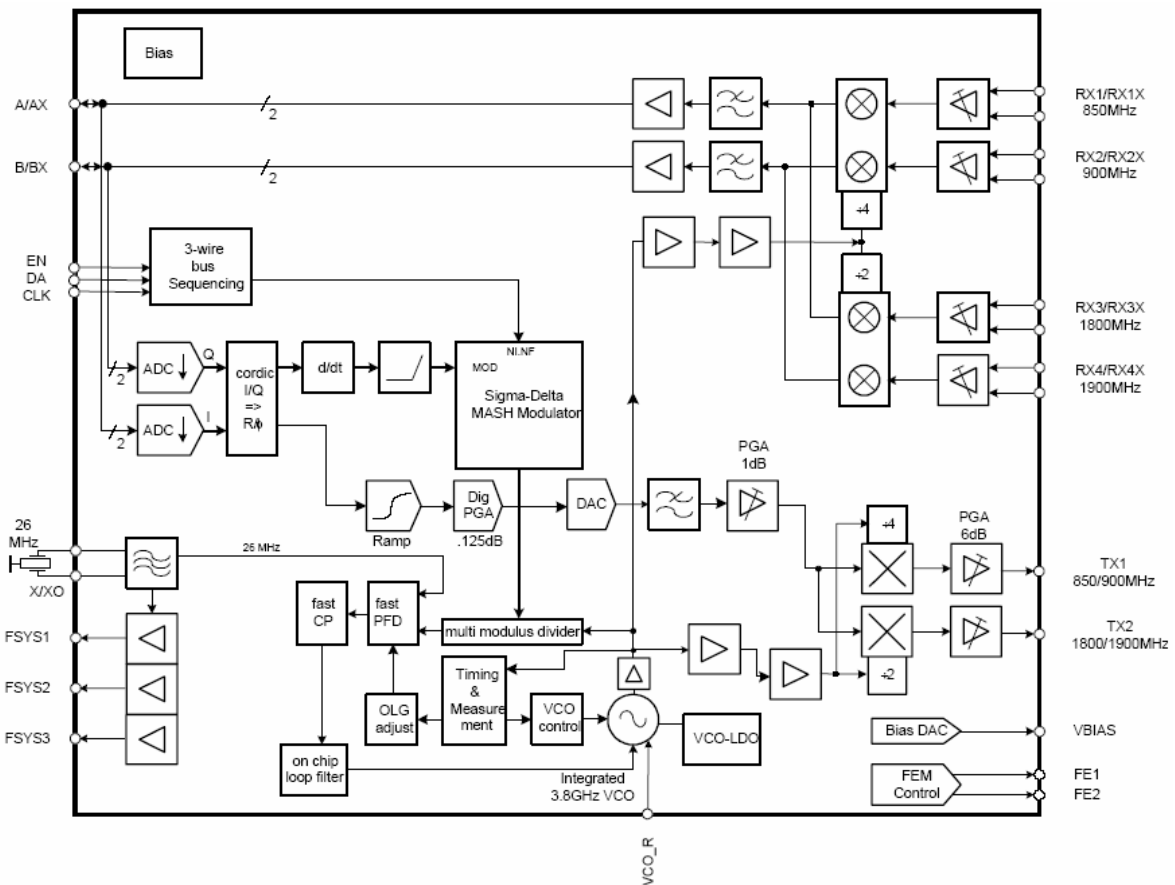 Bias
A/AX
2
RX1/RX1X
850MHz
B/BX
2
RX2/RX2X
900MHz
÷4
÷2
EN
DA
CLK
3-wire
bus
Sequencing
RX3/RX3X
1800MHz
RX4/RX4X
1900MHz
2
ADC
Q
2
ADC
I
cordic
I/Q
=>
R/ϕ
d/dt
NI.NF
MOD
Sigma-Delta
MASH Modulator
PGA
1dB
Ramp
Dig
PGA
.125dB
DAC
÷4
PGA
6dB
26
MHz
X/XO
26 MHz
TX1
850/900MHz
fast
CP
fast
PFD
multi modulus divider
TX2
1800/1900MHz
÷2
FSYS1
FSYS2
FSYS3
OLG
adjust
Timing
&
Measure
ment
VCO
control
VCO-LDO
on chip
loop filter
Integrated
3.8GHz VCO
Bias DAC
VBIAS
FEM
Control
FE1
FE2
VCO_R